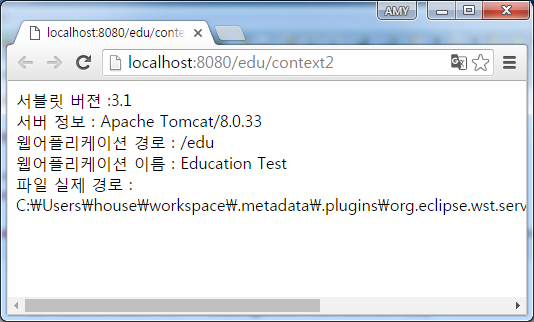 AMY
localhost:8080/edu/conte
localhost:8080/edu/context2
서블릿 버젼 :3.1
서버 정보 : Apache Tomcat/8.0.33
웹어플리케이션 경로 : /edu
웹어플리케이션 이름 : Education Test
파일 실제 경로 :
C:₩Users₩house₩workspace₩.metadata₩.plugins₩org.eclipse.wst.serv